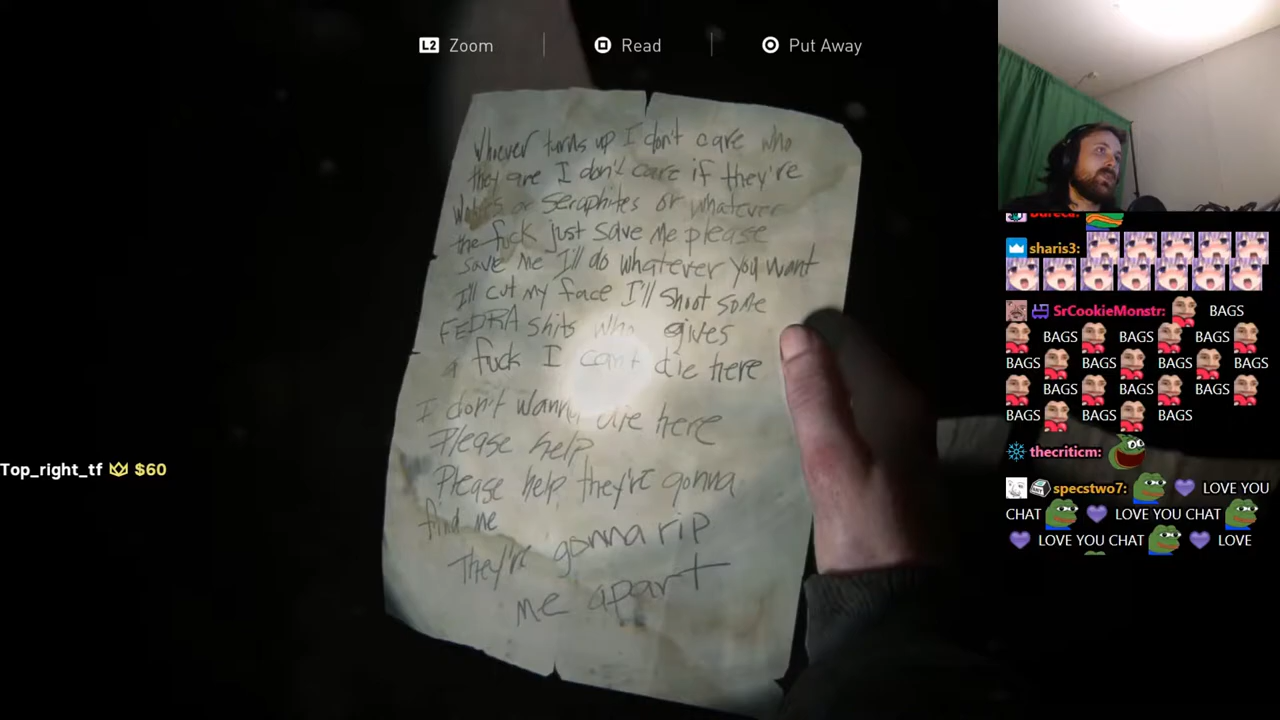 L2 Zoom
Read
Put Away
Whoever turns up I don't care who
they are I don't care if they're
Wolves or Seraphites or whatever
the fuck just save me please
save me I'll do whatever you want
I'll cut my face I'll shoot some
FEDRA shits who gives
a fuck I can't die here
I don't wanna die here
Please help
Please help they're gonna
find me
They're gonna rip
me apart
Top_right_tf $60
sharis3:
SrCookieMonstr: BAGS
BAGS BAGS BAGS
BAGS BAGS BAGS BAGS
BAGS BAGS BAGS
BAGS BAGS BAGS
thecriticm:
specstwo7: LOVE YOU
CHAT LOVE YOU CHAT
LOVE YOU CHAT LOVE